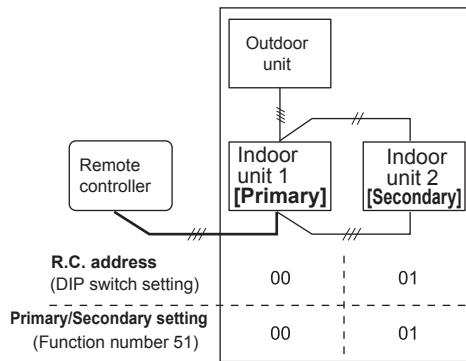 Outdoor
unit
Remote
controller
Indoor
unit 1
[Primary]
Indoor
unit 2
[Secondary]
R.C. address
(DIP switch setting)
00
01
Primary/Secondary setting
(Function number 51)
00
01